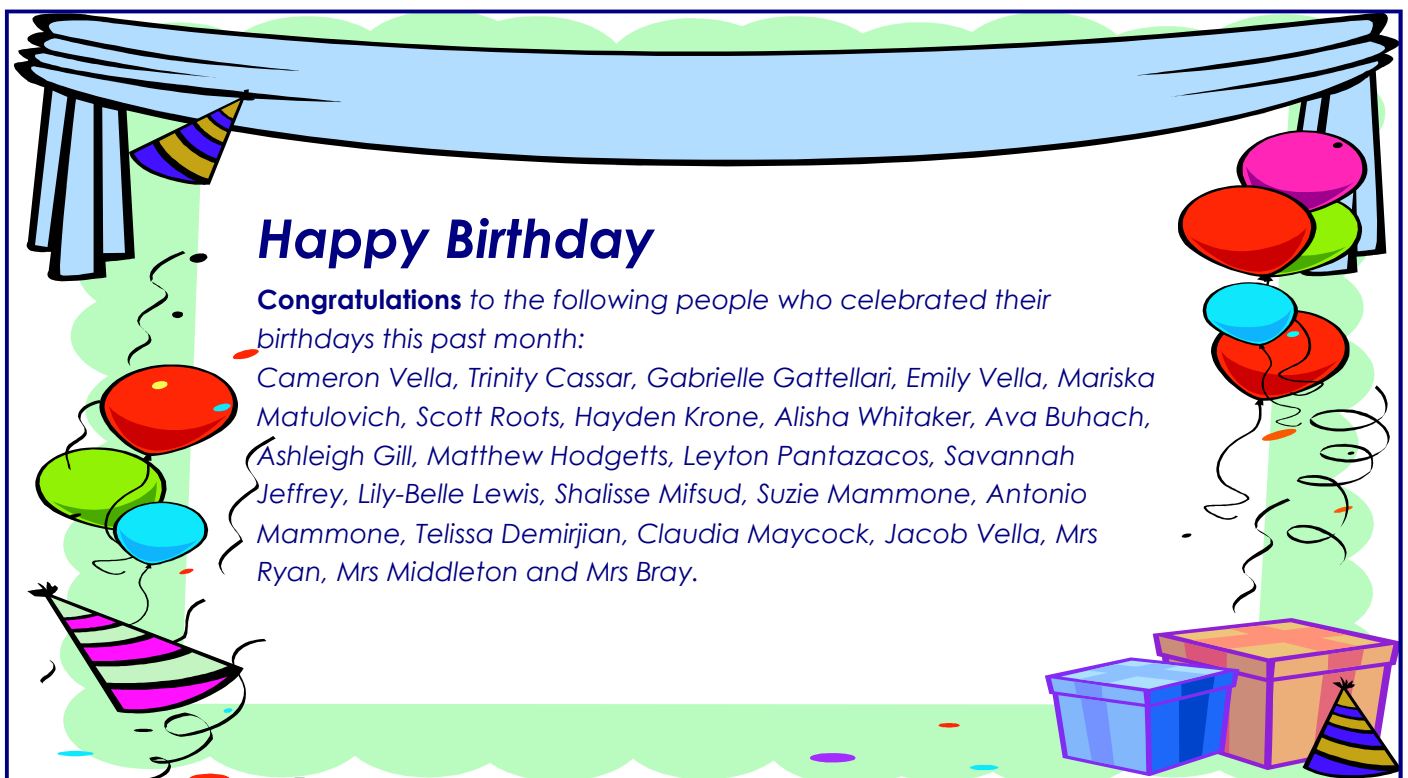 Happy Birthday
Congratulations to the following people who celebrated their
birthdays this past month:
Cameron Vella, Trinity Cassar, Gabrielle Gattellari, Emily Vella, Mariska
Matulovich, Scott Roots, Hayden Krone, Alisha Whitaker, Ava Buhach,
Ashleigh Gill, Matthew Hodgetts, Leyton Pantazacos, Savannah
Jeffrey, Lily-Belle Lewis, Shalisse Mifsud, Suzie Mammone, Antonio
Mammone, Telissa Demirjian, Claudia Maycock, Jacob Vella, Mrs
Ryan, Mrs Middleton and Mrs Bray.